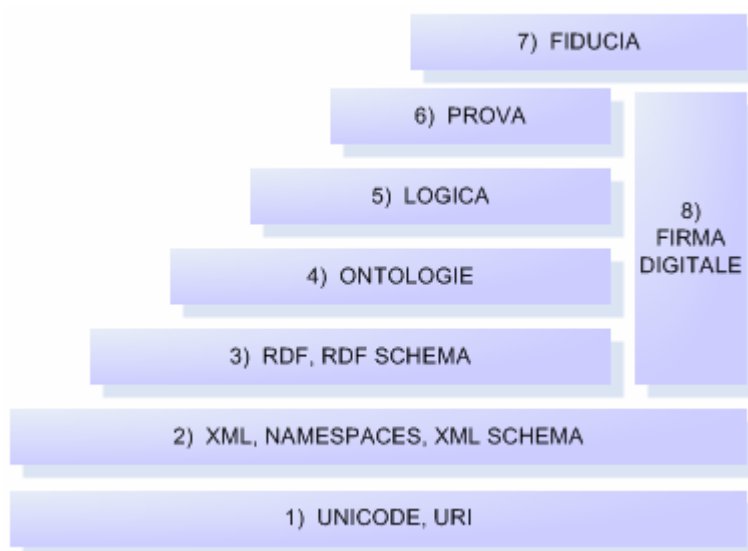 7) FIDUCIA
6) PROVA
5) LOGICA
4) ONTOLOGIE
3) RDF, RDF SCHEMA
8)
FIRMA
DIGITALE
2) XML, NAMESPACES, XML SCHEMA
1) UNICODE, URI